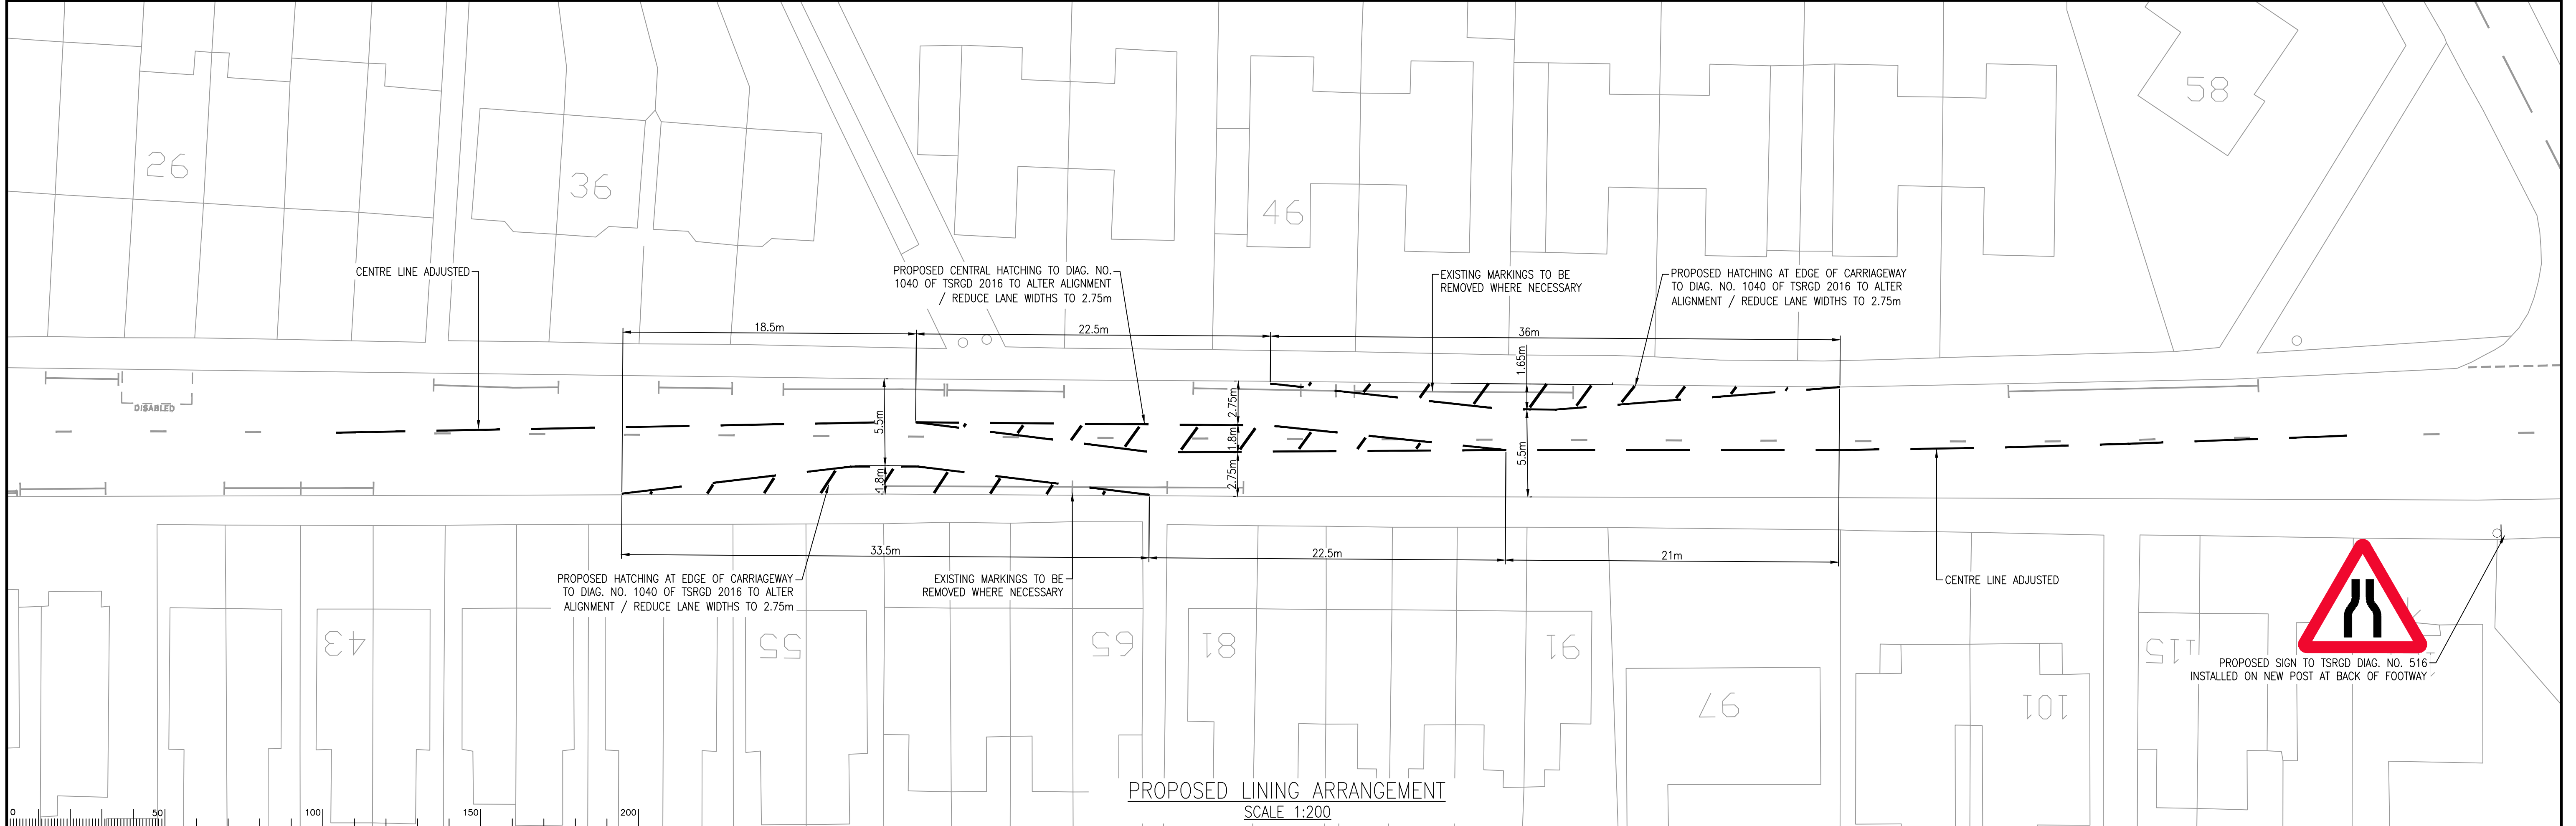 58
26
36
46
CENTRE LINE ADJUSTED
PROPOSED CENTRAL HATCHING TO DIAG. NO.
1040 OF TSRGD 2016 TO ALTER ALIGNMENT
/ REDUCE LANE WIDTHS TO 2.75m
EXISTING MARKINGS TO BE
REMOVED WHERE NECESSARY
PROPOSED HATCHING AT EDGE OF CARRIAGEWAY
TO DIAG. NO. 1040 OF TSRGD 2016 TO ALTER
ALIGNMENT / REDUCE LANE WIDTHS TO 2.75m
18.5m
22.5m
36m
1.65m
DISABLED
5.5m
2.75m
1.8m
5.5m
1.8m
2.75m
33.5m
22.5m
21m
PROPOSED HATCHING AT EDGE OF CARRIAGEWAY
TO DIAG. NO. 1040 OF TSRGD 2016 TO ALTER
ALIGNMENT / REDUCE LANE WIDTHS TO 2.75m
EXISTING MARKINGS TO BE
REMOVED WHERE NECESSARY
CENTRE LINE ADJUSTED
43
55
65
81
91
97
101
115
PROPOSED SIGN TO TSRGD DIAG. NO. 516
INSTALLED ON NEW POST AT BACK OF FOOTWAY
PROPOSED LINING ARRANGEMENT
SCALE 1:200
0 50 100 150 200